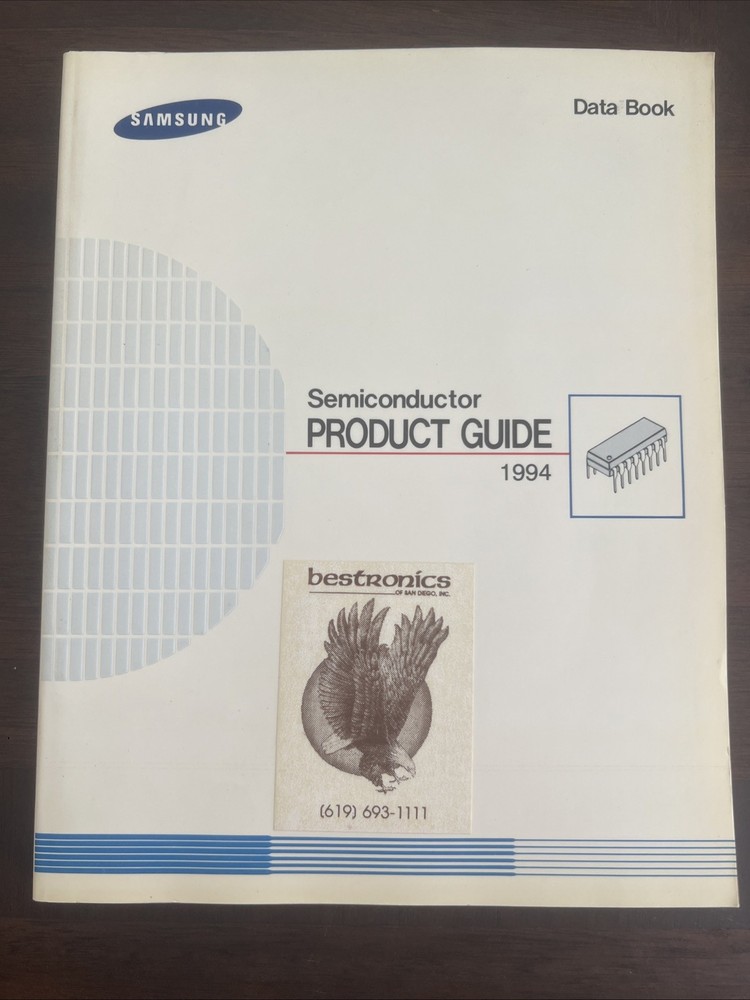 SAMSUNG
Data Book
Semiconductor
PRODUCT GUIDE
1994
bestronics
OF SAN DIEGO, INC.
(619) 693-1111